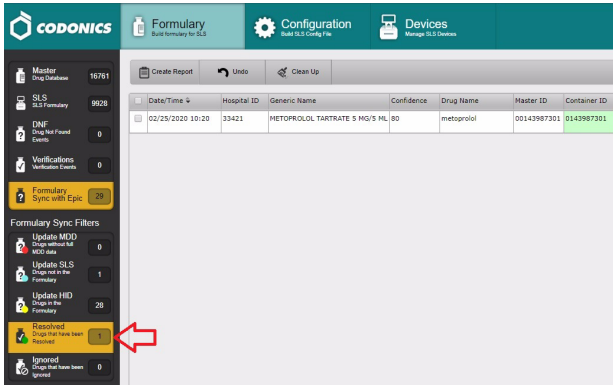 CODONICS
Formulary
Build formulary for SLS
Configuration
Build SLS Config File
Devices
Manage SLS Devices
Master
Drug Database
16761
SLS
SLS Formulary
9928
DNF
Drug Not Found
Events
0
Verifications
Verification Events
0
Formulary
Sync with Epic
29
Formulary Sync Filters
Update MDD
Drugs without full
MDD data
0
Update SLS
Drugs not in the
Formulary
1
Update HID
Drugs in the
Formulary
28
Resolved
Drugs that have been
Resolved
1
Ignored
Drugs that have been
Ignored
0
Create Report Undo Clean Up
Date/Time Hospital ID Generic Name Confidence Drug Name Master ID Container ID
02/25/2020 10:20 33421 METOPROLOL TARTRATE 5 MG/5 ML 80 metoprolol 00143987301 0143987301